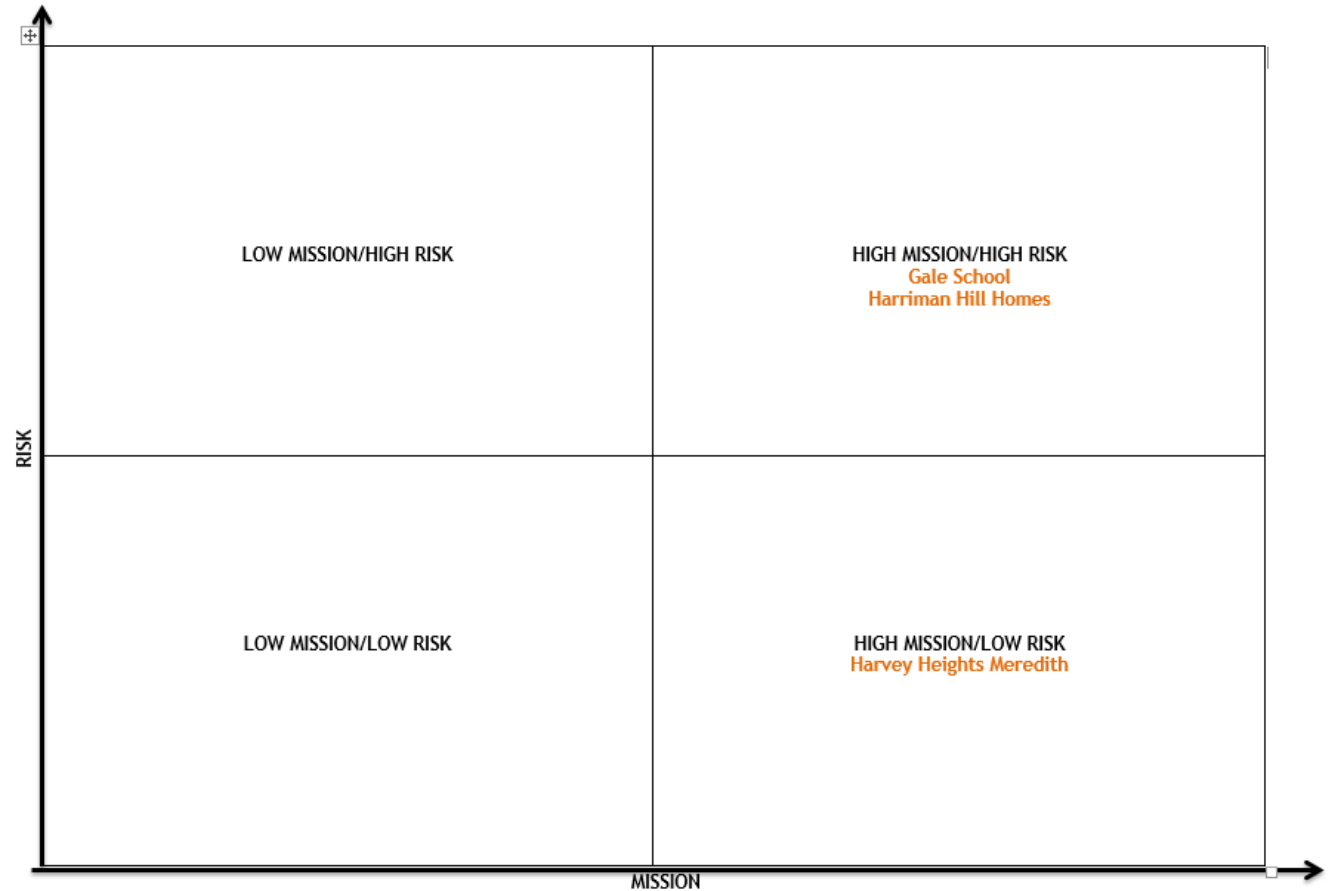 LOW MISSION/HIGH RISK
HIGH MISSION/HIGH RISK
Gale School
Harriman Hill Homes
RISK
LOW MISSION/LOW RISK
HIGH MISSION/LOW RISK
Harvey Heights Meredith
MISSION